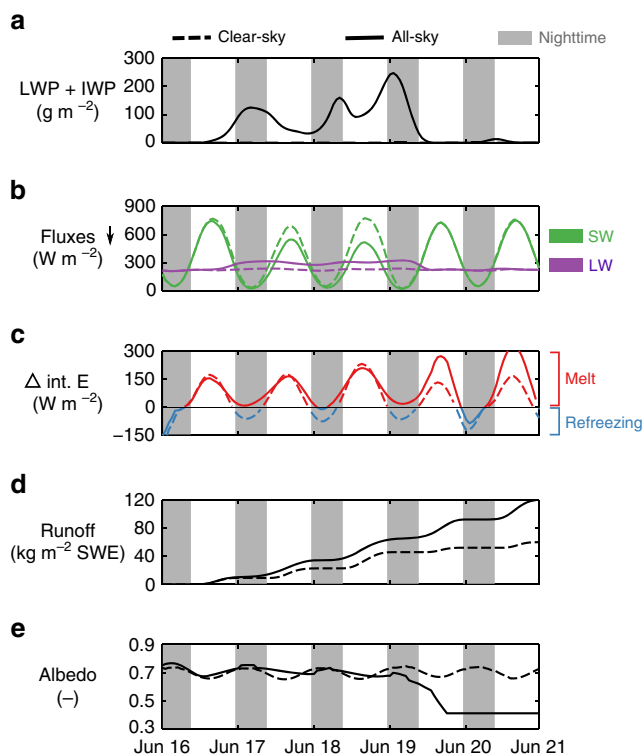 a
Clear-sky All-sky Nighttime
LWP + IWP
(g m −2)
300
200
100
0
b
Fluxes ↓
(W m −2)
900
600
300
0
SW
LW
c
Δ int. E
(W m −2)
300
150
0
−150
Melt
Refreezing
d
Runoff
(kg m −2 SWE)
120
80
40
0
e
Albedo
(–)
0.9
0.7
0.5
0.3
Jun 16 Jun 17 Jun 18 Jun 19 Jun 20 Jun 21